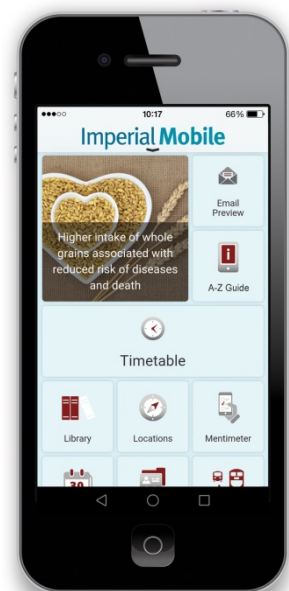 10:17
66%
Imperial Mobile
Higher intake of whole
grains associated with
reduced risk of diseases
and death
Email
Preview
A-Z Guide
Timetable
Library
Locations
Mentimeter
30